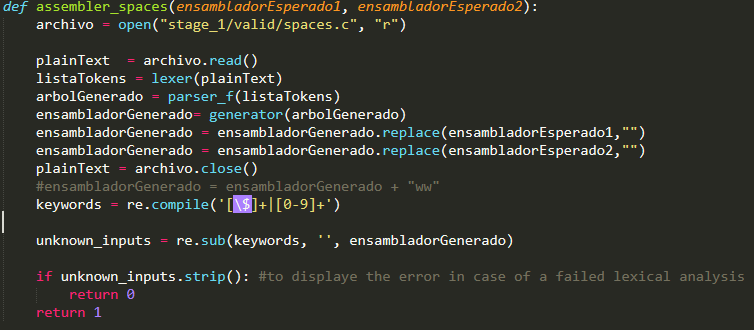 def assembler_spaces(ensambladorEsperado1, ensambladorEsperado2):
    archivo = open("stage_1/valid/spaces.c", "r")

    plainText  = archivo.read()
    listaTokens = lexer(plainText)
    arbolGenerado = parser_f(listaTokens)
    ensambladorGenerado= generator(arbolGenerado)
    ensambladorGenerado = ensambladorGenerado.replace(ensambladorEsperado1,"")
    ensambladorGenerado = ensambladorGenerado.replace(ensambladorEsperado2,"")
    plainText = archivo.close()
    #ensambladorGenerado = ensambladorGenerado + "ww"
    keywords = re.compile('[\$]+|[0-9]+')

    unknown_inputs = re.sub(keywords, '', ensambladorGenerado)

    if unknown_inputs.strip(): #to displaye the error in case of a failed lexical analysis
        return 0
    return 1